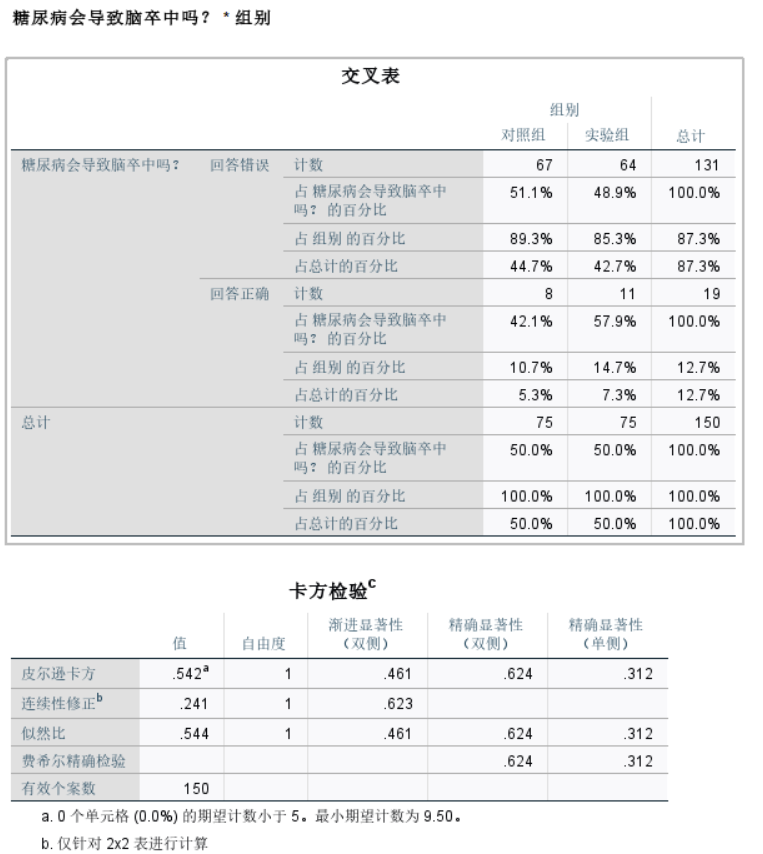 糖尿病会导致脑卒中吗？ * 组别
交叉表
组别
对照组 实验组 总计
糖尿病会导致脑卒中吗？ 回答错误 计数 67 64 131
占 糖尿病会导致脑卒中 51.1% 48.9% 100.0%
吗？ 的百分比
占 组别 的百分比 89.3% 85.3% 87.3%
占总计的百分比 44.7% 42.7% 87.3%
回答正确 计数 8 11 19
占 糖尿病会导致脑卒中 42.1% 57.9% 100.0%
吗？ 的百分比
占 组别 的百分比 10.7% 14.7% 12.7%
占总计的百分比 5.3% 7.3% 12.7%
总计 计数 75 75 150
占 糖尿病会导致脑卒中 50.0% 50.0% 100.0%
吗？ 的百分比
占 组别 的百分比 100.0% 100.0% 100.0%
占总计的百分比 50.0% 50.0% 100.0%
卡方检验c
渐进显著性 精确显著性 精确显著性
值 自由度 （双侧） （双侧） （单侧）
皮尔逊卡方 .542a 1 .461 .624 .312
连续性修正b .241 1 .623
似然比 .544 1 .461 .624 .312
费希尔精确检验 .624 .312
有效个案数 150
a. 0 个单元格 (0.0%) 的期望计数小于 5。最小期望计数为 9.50。
b. 仅针对 2x2 表进行计算